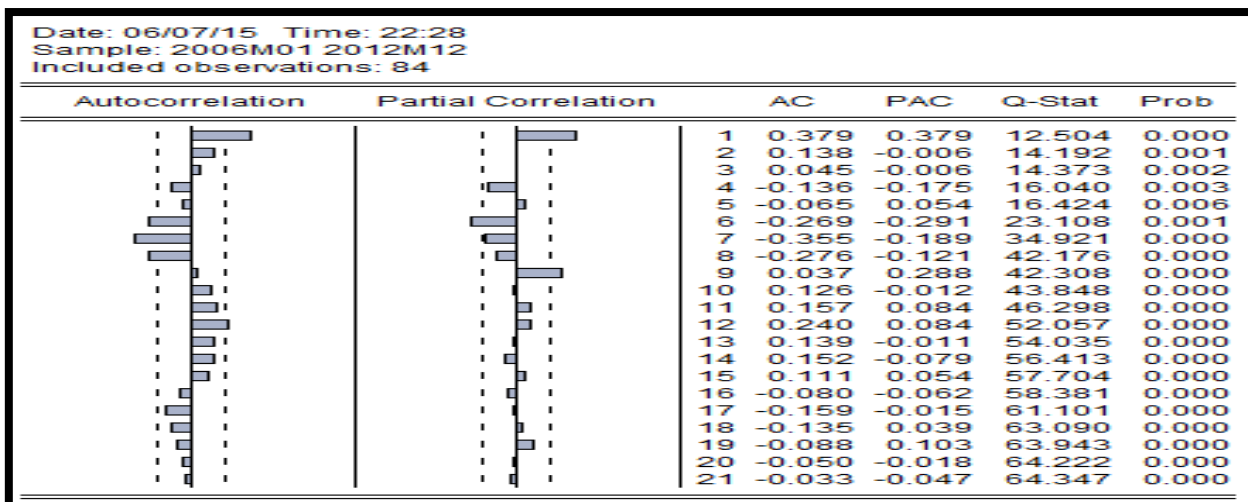 Date: 06/07/15 Time: 22:28
Sample: 2006M01 2012M12
Included observations: 84
Autocorrelation Partial Correlation AC PAC Q-Stat Prob
1 0.379 0.379 12.504 0.000
2 0.138 -0.006 14.192 0.001
3 0.045 -0.006 14.373 0.002
4 -0.136 -0.175 16.040 0.003
5 -0.065 0.054 16.424 0.006
6 -0.269 -0.291 23.108 0.001
7 -0.355 -0.189 34.921 0.000
8 -0.276 -0.121 42.176 0.000
9 0.037 0.288 42.308 0.000
10 0.126 -0.012 43.848 0.000
11 0.157 0.084 46.298 0.000
12 0.240 0.084 52.057 0.000
13 0.139 -0.011 54.035 0.000
14 0.152 -0.079 56.413 0.000
15 0.111 0.054 57.704 0.000
16 -0.080 -0.062 58.381 0.000
17 -0.159 -0.015 61.101 0.000
18 -0.135 0.039 63.090 0.000
19 -0.088 0.103 63.943 0.000
20 -0.050 -0.018 64.222 0.000
21 -0.033 -0.047 64.347 0.000